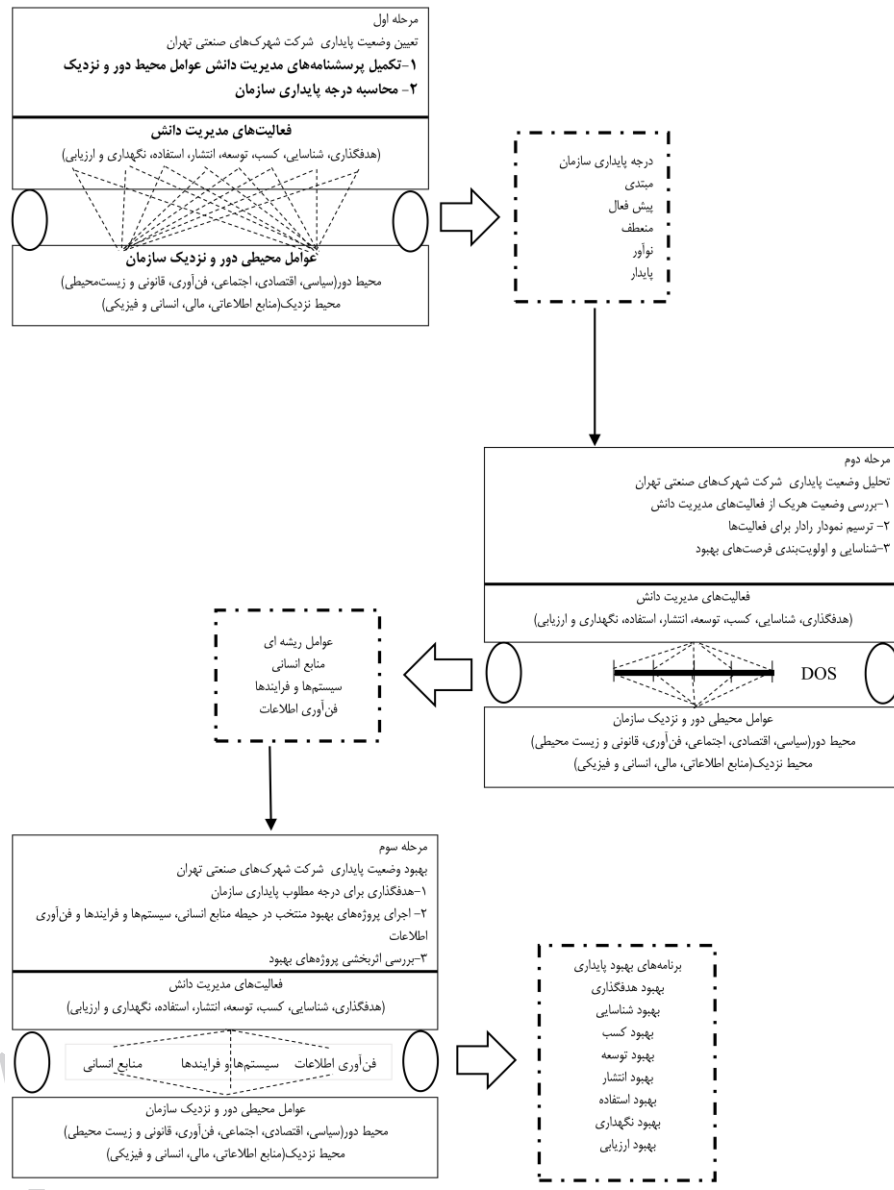 مرحله اول
تعیین وضعیت پایداری شرکت شهرک‌های صنعتی تهران
۱-تکمیل پرسشنامه‌های مدیریت دانش عوامل محیط دور و نزدیک
۲- محاسبه درجه پایداری سازمان
فعالیت‌های مدیریت دانش
(هدفگذاری، شناسایی، کسب، توسعه، انتشار، استفاده، نگهداری و ارزیابی)
عوامل محیطی دور و نزدیک سازمان
محیط دور(سیاسی، اقتصادی، اجتماعی، فن‌آوری، قانونی و زیست‌محیطی)
محیط نزدیک(منابع اطلاعاتی، مالی، انسانی و فیزیکی)
درجه پایداری سازمان
مبتدی
پیش فعال
منعطف
نوآور
پایدار
مرحله دوم
تحلیل وضعیت پایداری شرکت شهرک‌های صنعتی تهران
۱-بررسی وضعیت هریک از فعالیت‌های مدیریت دانش
۲- ترسیم نمودار رادار برای فعالیت‌ها
۳-شناسایی و اولویت‌بندی فرصت‌های بهبود
فعالیت‌های مدیریت دانش
(هدفگذاری، شناسایی، کسب، توسعه، انتشار، استفاده، نگهداری و ارزیابی)
DOS
عوامل محیطی دور و نزدیک سازمان
محیط دور(سیاسی، اقتصادی، اجتماعی، فن‌آوری، قانونی و زیست محیطی)
محیط نزدیک(منابع اطلاعاتی، مالی، انسانی و فیزیکی)
عوامل ریشه ای
منابع انسانی
سیستم‌ها و فرایندها
فن‌آوری اطلاعات
مرحله سوم
بهبود وضعیت پایداری شرکت شهرک‌های صنعتی تهران
۱-هدفگذاری برای درجه مطلوب پایداری سازمان
۲- اجرای پروژه‌های بهبود منتخب در حیطه منابع انسانی، سیستم‌ها و فرایندها و فن‌آوری
اطلاعات
۳-بررسی اثربخشی پروژه‌های بهبود
فعالیت‌های مدیریت دانش
(هدفگذاری، شناسایی، کسب، توسعه، انتشار، استفاده، نگهداری و ارزیابی)
فن‌آوری اطلاعات سیستم‌ها و فرایندها منابع انسانی
عوامل محیطی دور و نزدیک سازمان
محیط دور(سیاسی، اقتصادی، اجتماعی، فن‌آوری، قانونی و زیست محیطی)
محیط نزدیک(منابع اطلاعاتی، مالی، انسانی و فیزیکی)
برنامه‌های بهبود پایداری
بهبود هدفگذاری
بهبود شناسایی
بهبود کسب
بهبود توسعه
بهبود انتشار
بهبود استفاده
بهبود نگهداری
بهبود ارزیابی